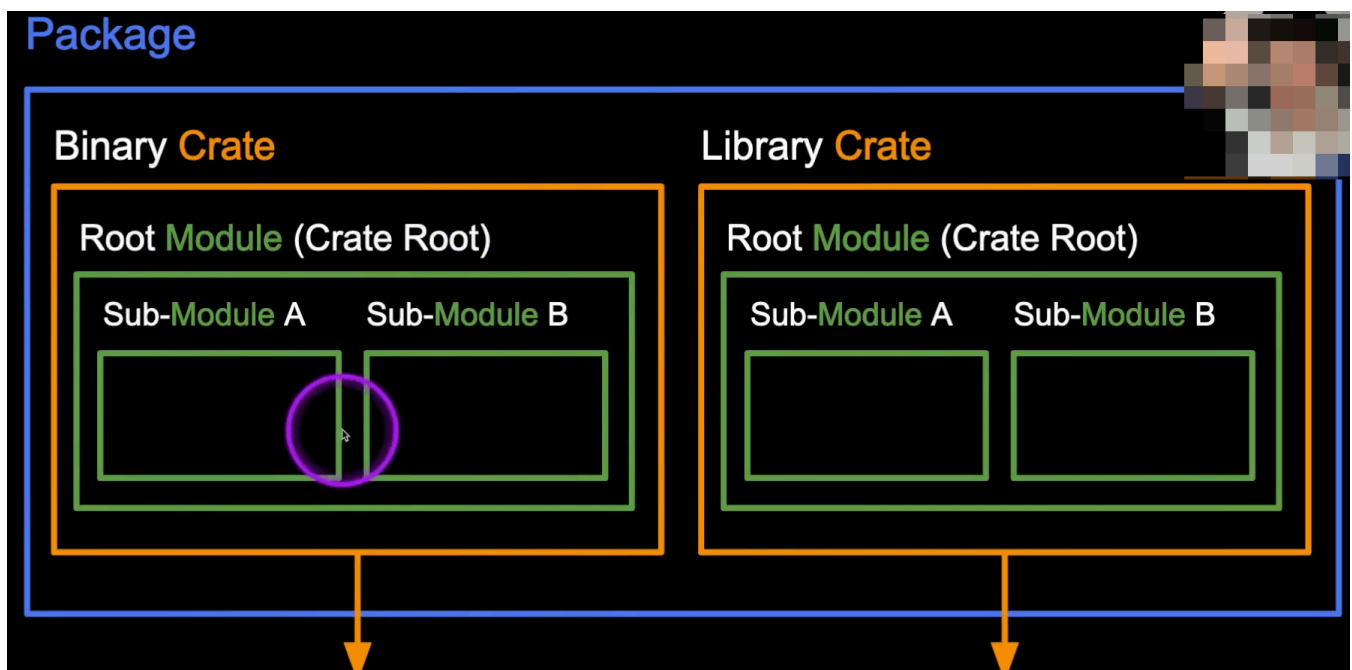 Package
Binary Crate
Library Crate
Root Module (Crate Root)
Root Module (Crate Root)
Sub-Module A
Sub-Module B
Sub-Module A
Sub-Module B